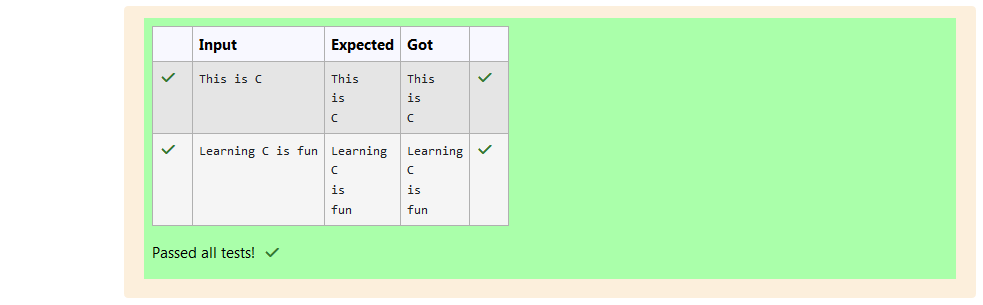 Input Expected Got
This is C This This
is is
C C
Learning C is fun Learning Learning
C C
is is
fun fun
Passed all tests!